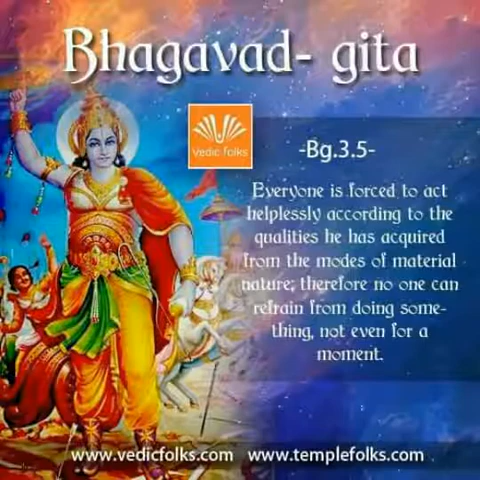 Bhagavad- gita
Vedic folks
-Bg.3.5-
Everyone is forced to act
helplessly according to the
qualities he has acquired
from the modes of material
nature; therefore no one can
refrain from doing some-
thing, not even for a
moment.
www.vedicfolks.com www.templefolks.com